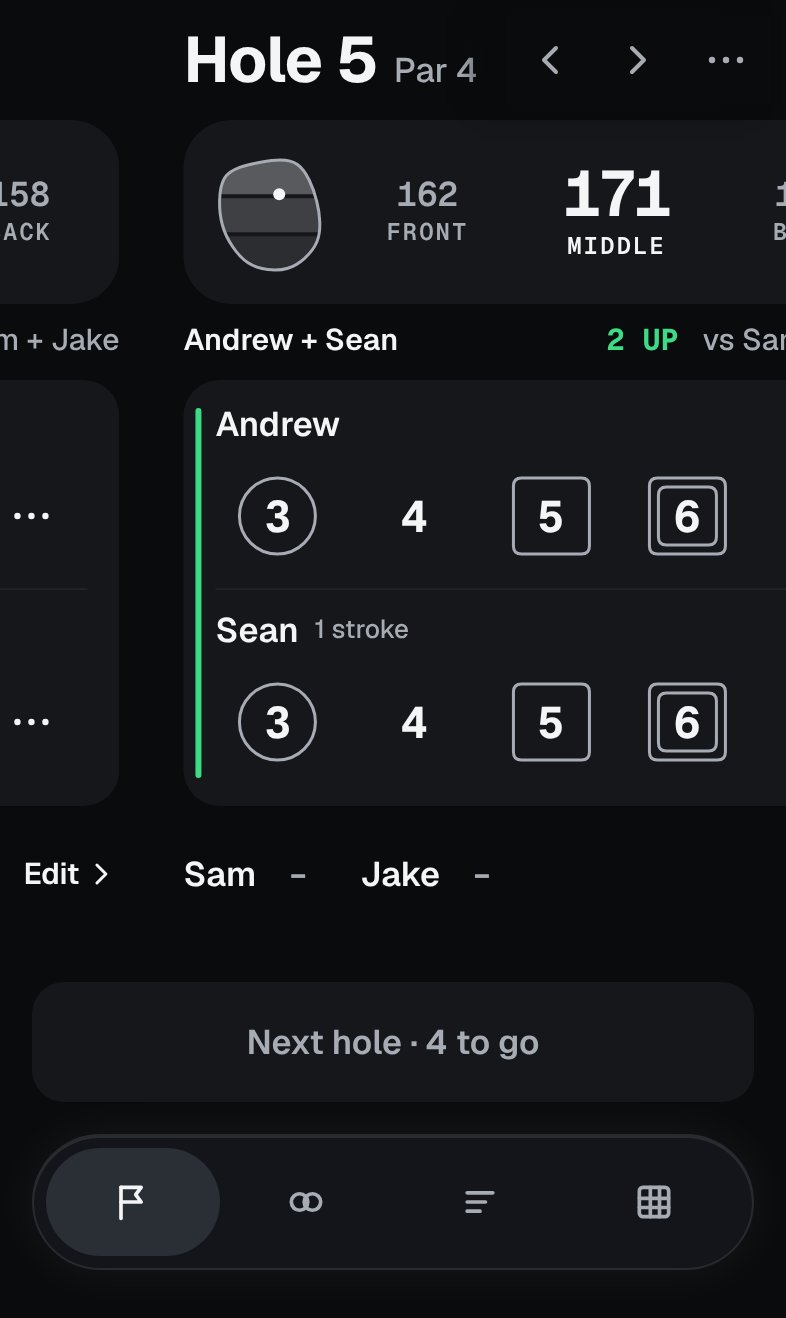 Hole 5 Par 4
158 162 171
ACK FRONT MIDDLE
+ Jake Andrew + Sean 2 UP vs
Andrew
3 4 5 6
Sean 1 stroke
3 4 5 6
Edit Sam - Jake -
Next hole · 4 to go